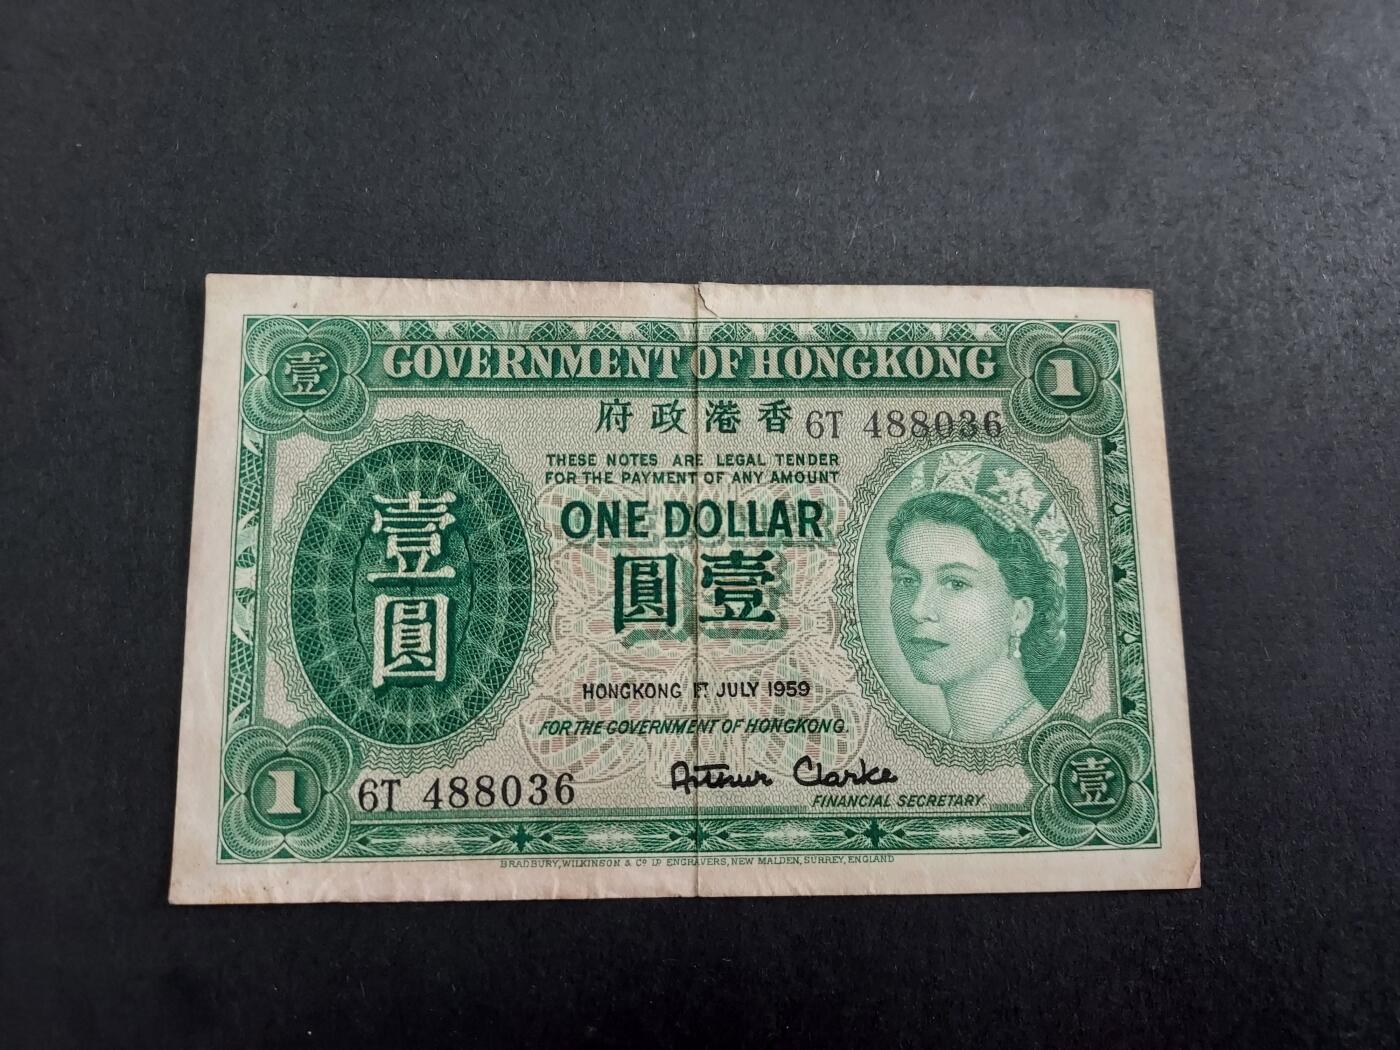 壹 GOVERNMENT OF HONGKONG 1
府政港香 6T 488036
THESE NOTES ARE LEGAL TENDER
FOR THE PAYMENT OF ANY AMOUNT
ONE DOLLAR
圓壹
壹
圓
HONGKONG 1ST JULY 1959
FOR THE GOVERNMENT OF HONGKONG.
Arthur Clarke
FINANCIAL SECRETARY.
1 6T 488036 壹
BRADBURY, WILKINSON & Co LD ENGRAVERS, NEW MALDEN, SURREY, ENGLAND